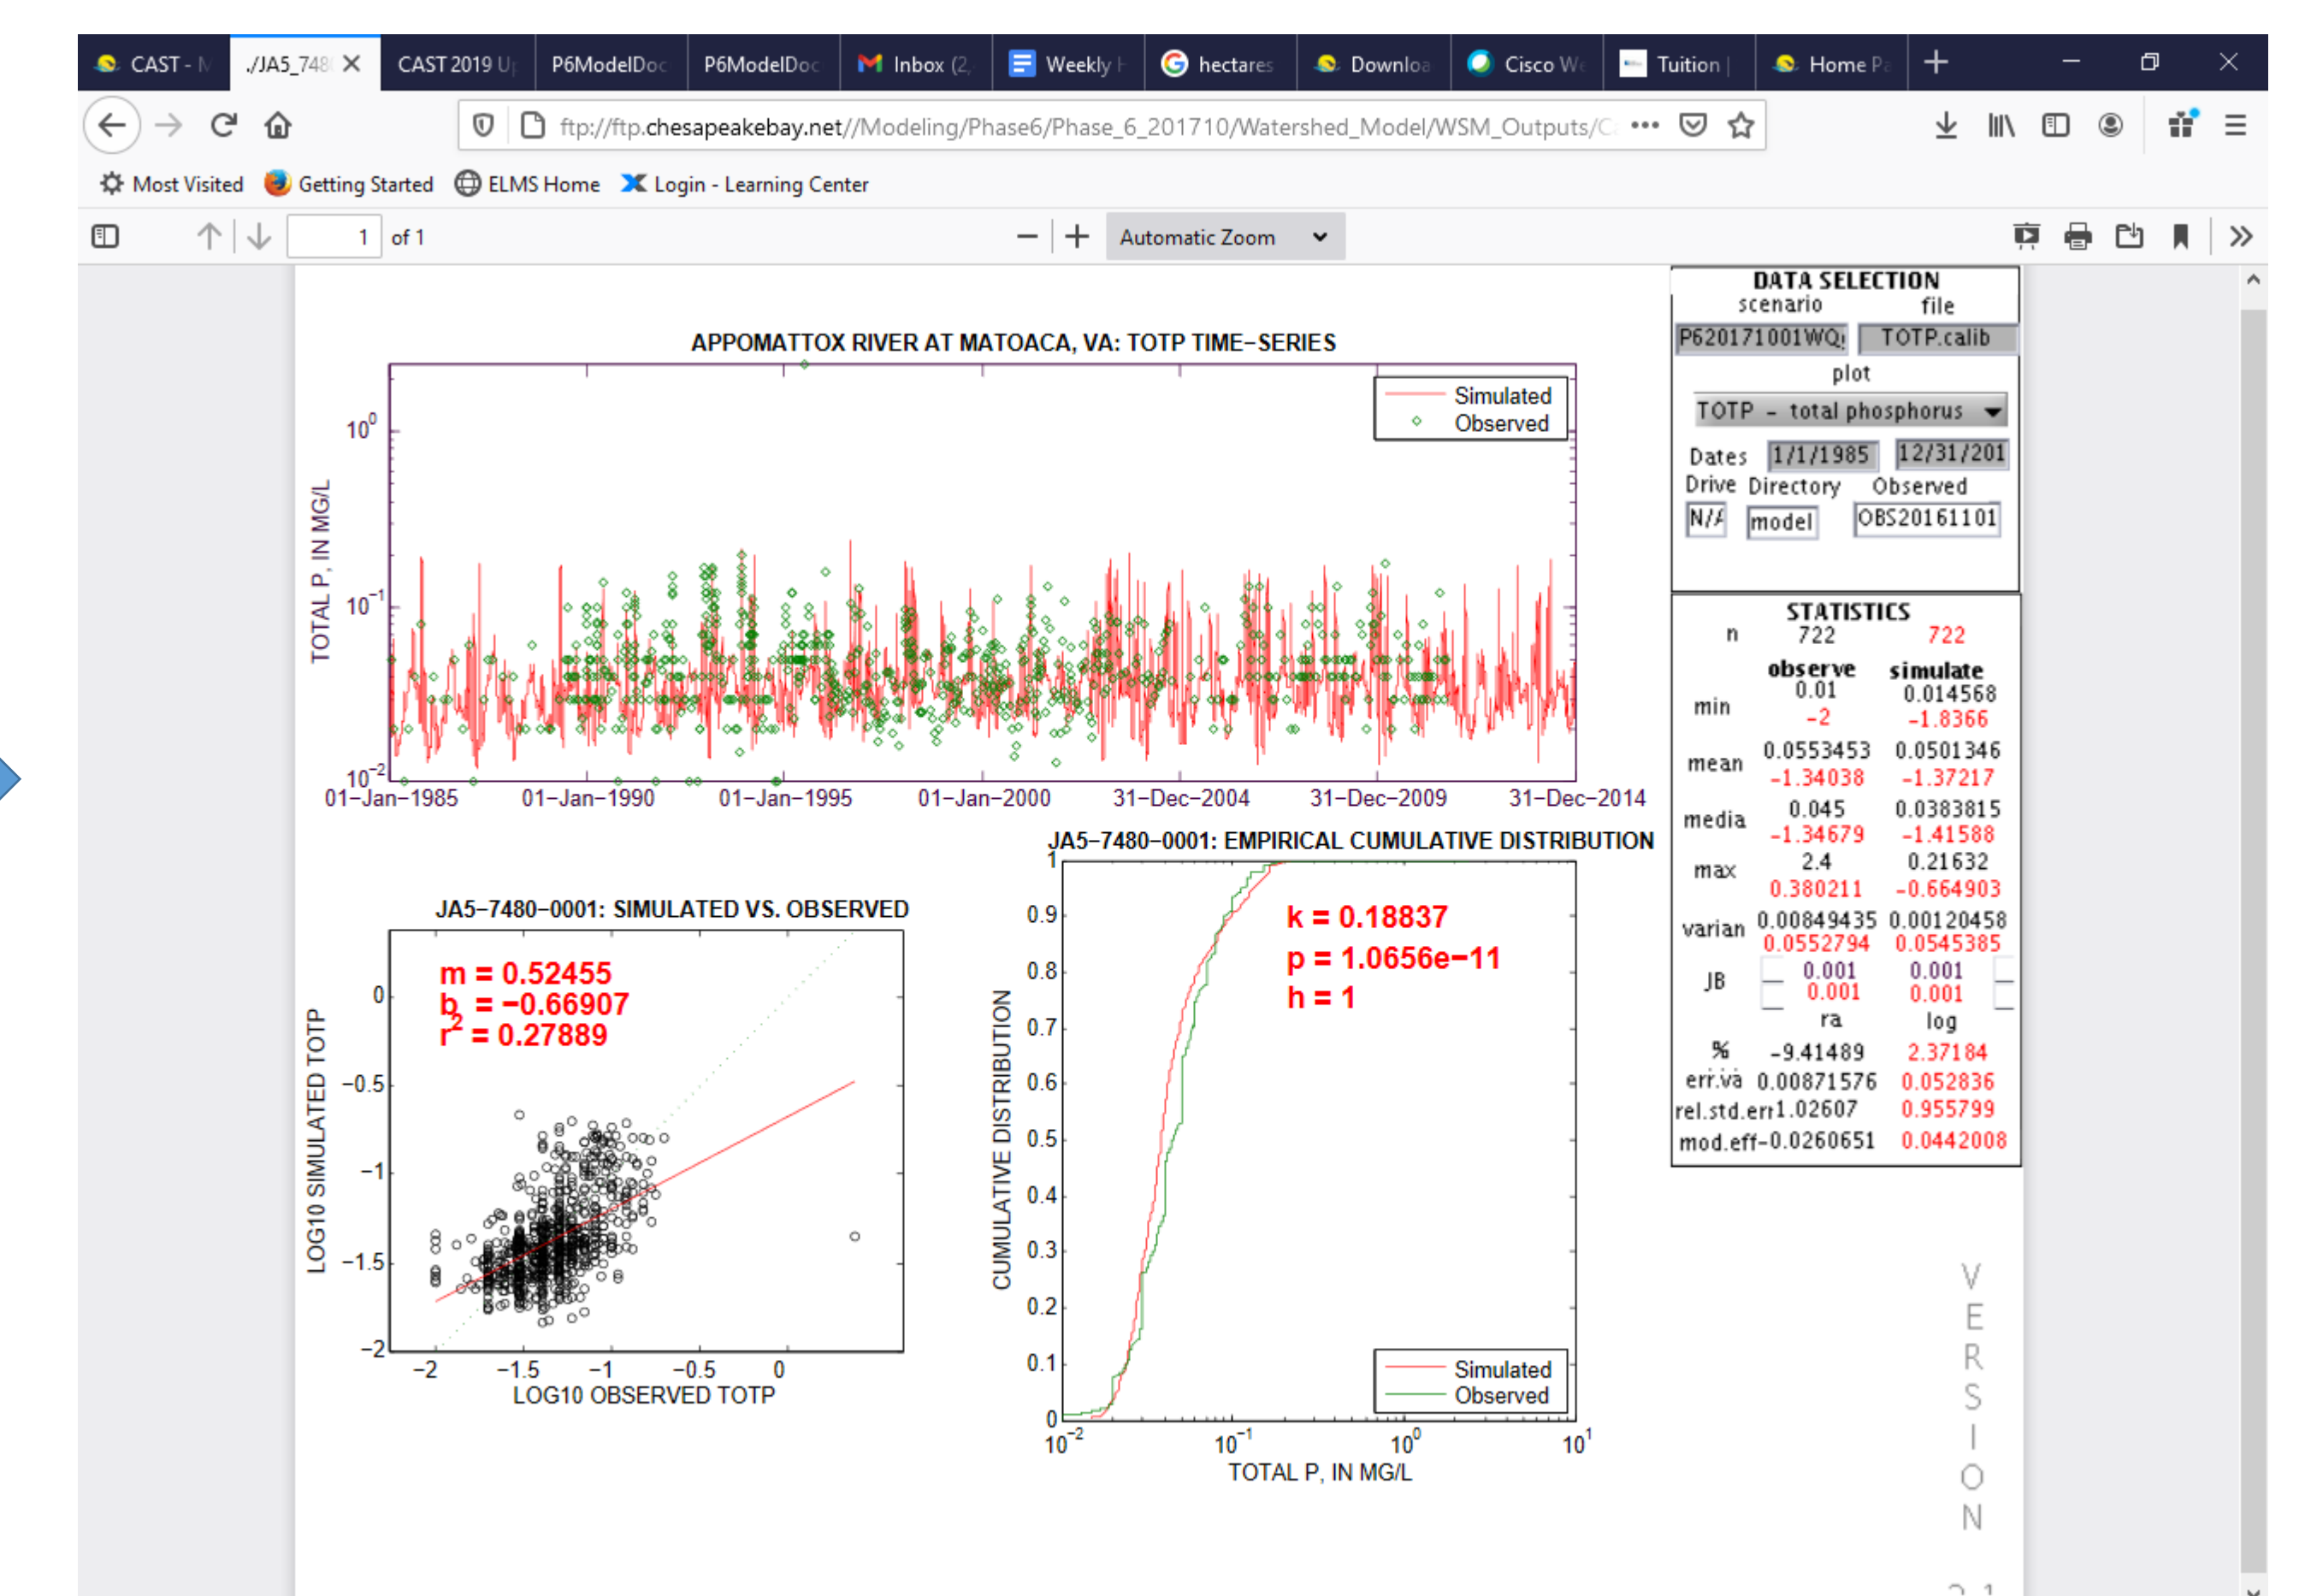 CAST - M
./JA5_748
CAST 2019 U
P6ModelDoc
P6ModelDoc
Inbox (2,
Weekly H
hectares
Downloa
Cisco We
Tuition |
Home Pa
ftp://ftp.chesapeakebay.net//Modeling/Phase6/Phase_6_201710/Watershed_Model/WSM_Outputs/C
Most Visited Getting Started ELMS Home Login - Learning Center
1 of 1
Automatic Zoom
APPOMATTOX RIVER AT MATOACA, VA: TOTP TIME-SERIES
Simulated
Observed
TOTAL P, IN MG/L
10^0
10^-1
10^-2
01-Jan-1985 01-Jan-1990 01-Jan-1995 01-Jan-2000 31-Dec-2004 31-Dec-2009 31-Dec-2014
JA5-7480-0001: SIMULATED VS. OBSERVED
m = 0.52455
b = -0.66907
r^2 = 0.27889
LOG10 SIMULATED TOTP
0
-0.5
-1
-1.5
-2
-2 -1.5 -1 -0.5 0
LOG10 OBSERVED TOTP
JA5-7480-0001: EMPIRICAL CUMULATIVE DISTRIBUTION
k = 0.18837
p = 1.0656e-11
h = 1
CUMULATIVE DISTRIBUTION
1
0.9
0.8
0.7
0.6
0.5
0.4
0.3
0.2
0.1
0
Simulated
Observed
10^-2 10^-1 10^0 10^1
TOTAL P, IN MG/L
DATA SELECTION
scenario file
P620171001WQ TOTP.calib
plot
TOTP - total phosphorus
Dates 1/1/1985 12/31/201
Drive Directory Observed
N/A model OBS20161101
STATISTICS
n 722 722
observe simulate
min 0.01 0.014568
-2 -1.8366
mean 0.0553453 0.0501346
-1.34038 -1.37217
media 0.045 0.0383815
-1.34679 -1.41588
max 2.4 0.21632
0.380211 -0.664903
varian 0.00849435 0.00120458
0.0552794 0.0545385
JB 0.001 0.001
0.001 0.001
ra log
% -9.41489 2.37184
err.va 0.00871576 0.052836
rel.std.err 1.02607 0.955799
mod.eff -0.0260651 0.0442008
VERSION